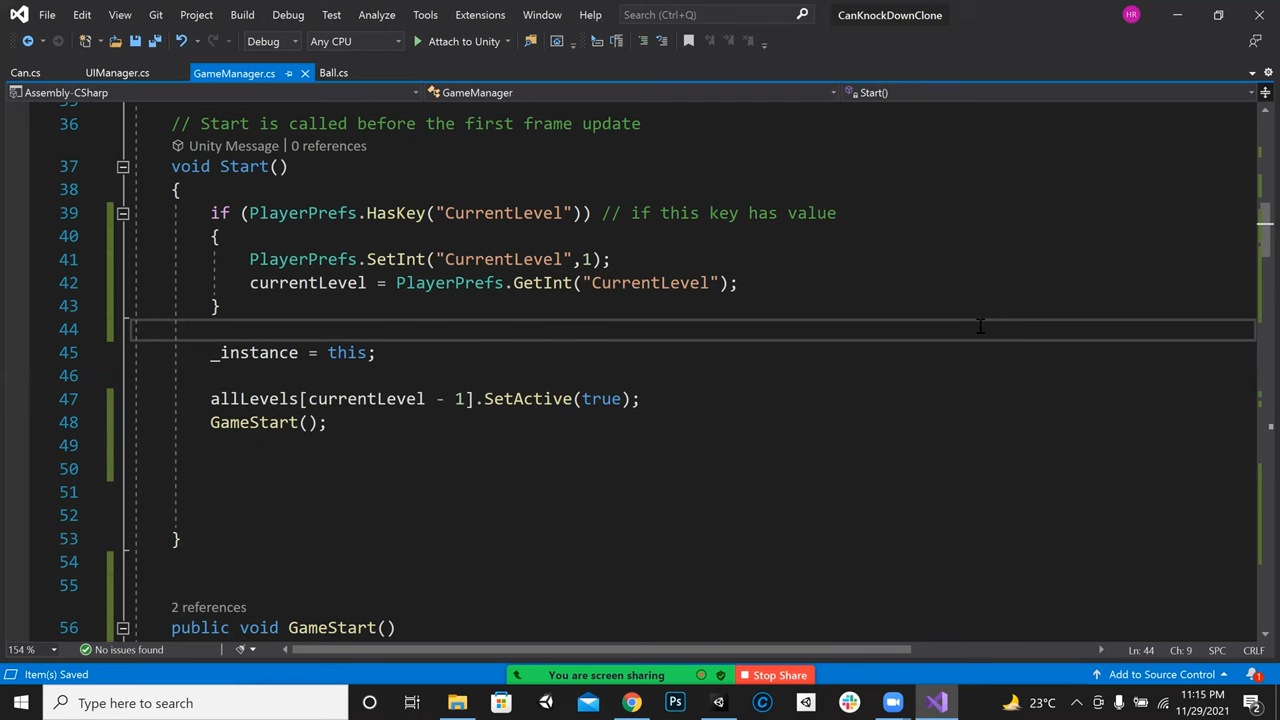 File Edit View Git Project Build Debug Test Analyze Tools Extensions Window Help Search (Ctrl+Q) CanKnockDownClone HR
Debug Any CPU Attach to Unity
Can.cs UIManager.cs GameManager.cs Ball.cs
Assembly-CSharp GameManager Start()
35
36 // Start is called before the first frame update
Unity Message | 0 references
37 void Start()
38 {
39 if (PlayerPrefs.HasKey("CurrentLevel")) // if this key has value
40 {
41 PlayerPrefs.SetInt("CurrentLevel",1);
42 currentLevel = PlayerPrefs.GetInt("CurrentLevel");
43 }
44
45 _instance = this;
46
47 allLevels[currentLevel - 1].SetActive(true);
48 GameStart();
49
50
51
52
53 }
54
55
2 references
56 public void GameStart()
154 % No issues found Ln: 44 Ch: 9 SPC CRLF
Item(s) Saved You are screen sharing Stop Share Add to Source Control 1
Type here to search Ps 23°C 11:15 PM
11/29/2021